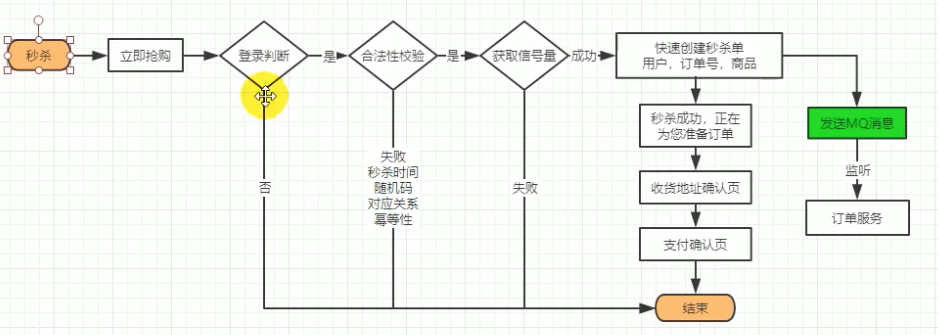 秒杀
立即抢购
登录判断
是
合法性校验
是
获取信号量
成功
快速创建秒杀单
用户，订单号，商品
秒杀成功，正在
为您准备订单
发送MQ消息
失败
秒杀时间
随机码
对应关系
幂等性
否
失败
收货地址确认页
监听
订单服务
支付确认页
结束